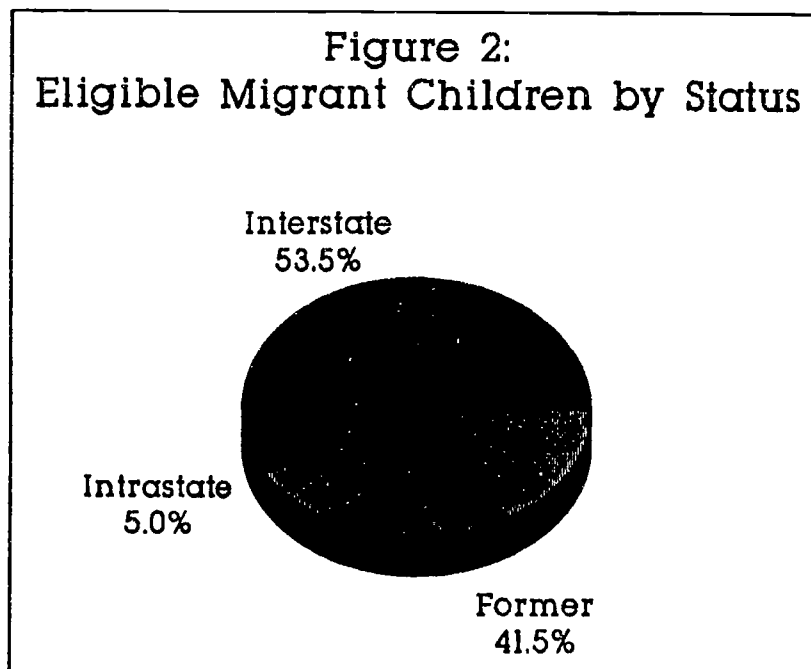 Figure 2:
Eligible Migrant Children by Status
Interstate
53.5%
Intrastate
5.0%
Former
41.5%